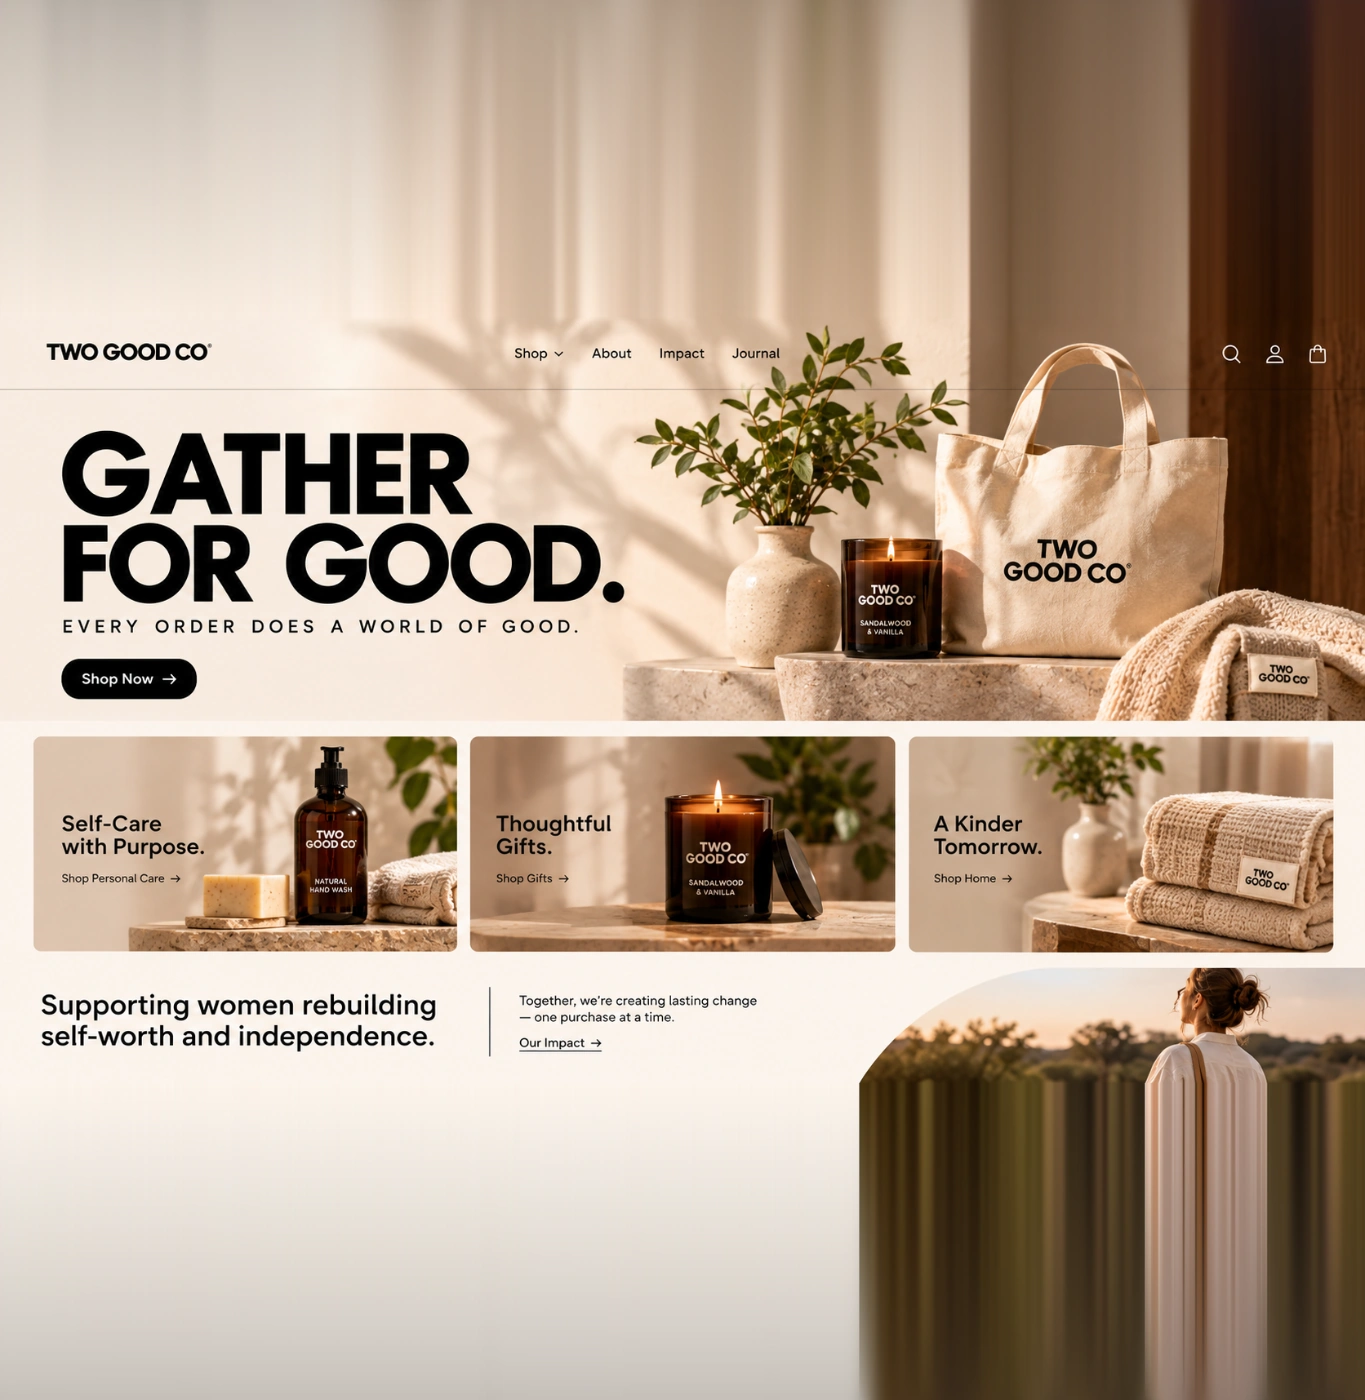 TWO GOOD CO®
Shop About Impact Journal
GATHER
FOR GOOD.
EVERY ORDER DOES A WORLD OF GOOD.
Shop Now →
TWO
GOOD CO®
SANDALWOOD
& VANILLA
TWO
GOOD CO®
TWO
GOOD CO®
Self-Care
with Purpose.
Shop Personal Care →
TWO
GOOD CO®
NATURAL
HAND WASH
Thoughtful
Gifts.
Shop Gifts →
TWO
GOOD CO®
SANDALWOOD
& VANILLA
A Kinder
Tomorrow.
Shop Home →
TWO
GOOD CO®
Supporting women rebuilding
self-worth and independence.
Together, we’re creating lasting change
— one purchase at a time.
Our Impact →